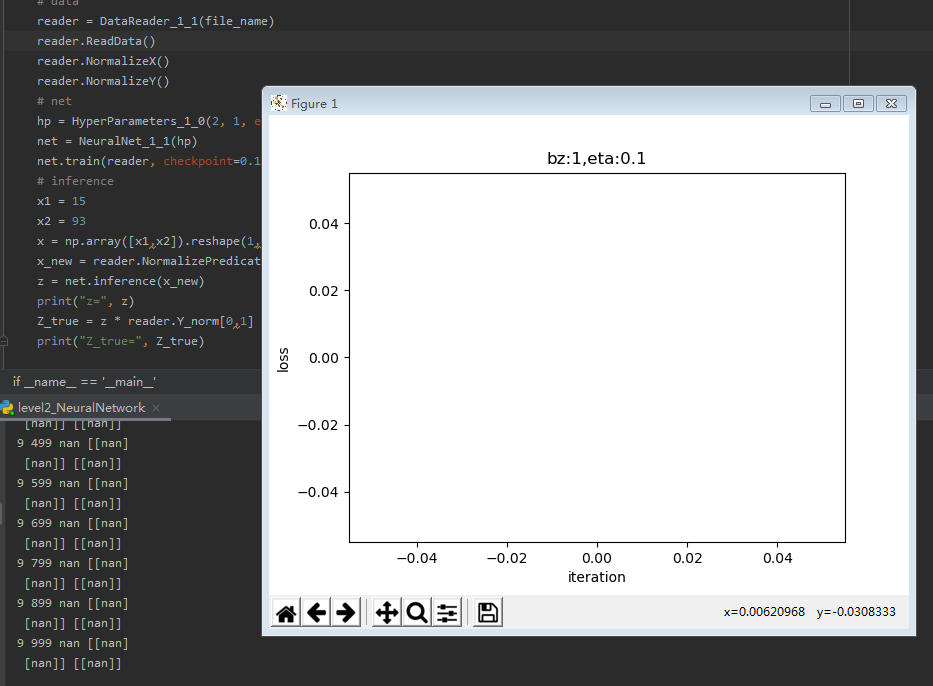 # data
reader = DataReader_1_1(file_name)
reader.ReadData()
reader.NormalizeX()
reader.NormalizeY()
# net
hp = HyperParameters_1_0(2, 1, e
net = NeuralNet_1_1(hp)
net.train(reader, checkpoint=0.1
# inference
x1 = 15
x2 = 93
x = np.array([x1,x2]).reshape(1,
x_new = reader.NormalizePredicat
z = net.inference(x_new)
print("z=", z)
Z_true = z * reader.Y_norm[0,1]
print("Z_true=", Z_true)
if __name__ == '__main__'
level2_NeuralNetwork
[nan]] [[nan]]
9 499 nan [[nan]
[nan]] [[nan]]
9 599 nan [[nan]
[nan]] [[nan]]
9 699 nan [[nan]
[nan]] [[nan]]
9 799 nan [[nan]
[nan]] [[nan]]
9 899 nan [[nan]
[nan]] [[nan]]
9 999 nan [[nan]
[nan]] [[nan]]
Figure 1
bz:1,eta:0.1
loss
0.04
0.02
0.00
−0.02
−0.04
−0.04 −0.02 0.00 0.02 0.04
iteration
x=0.00620968 y=-0.0308333